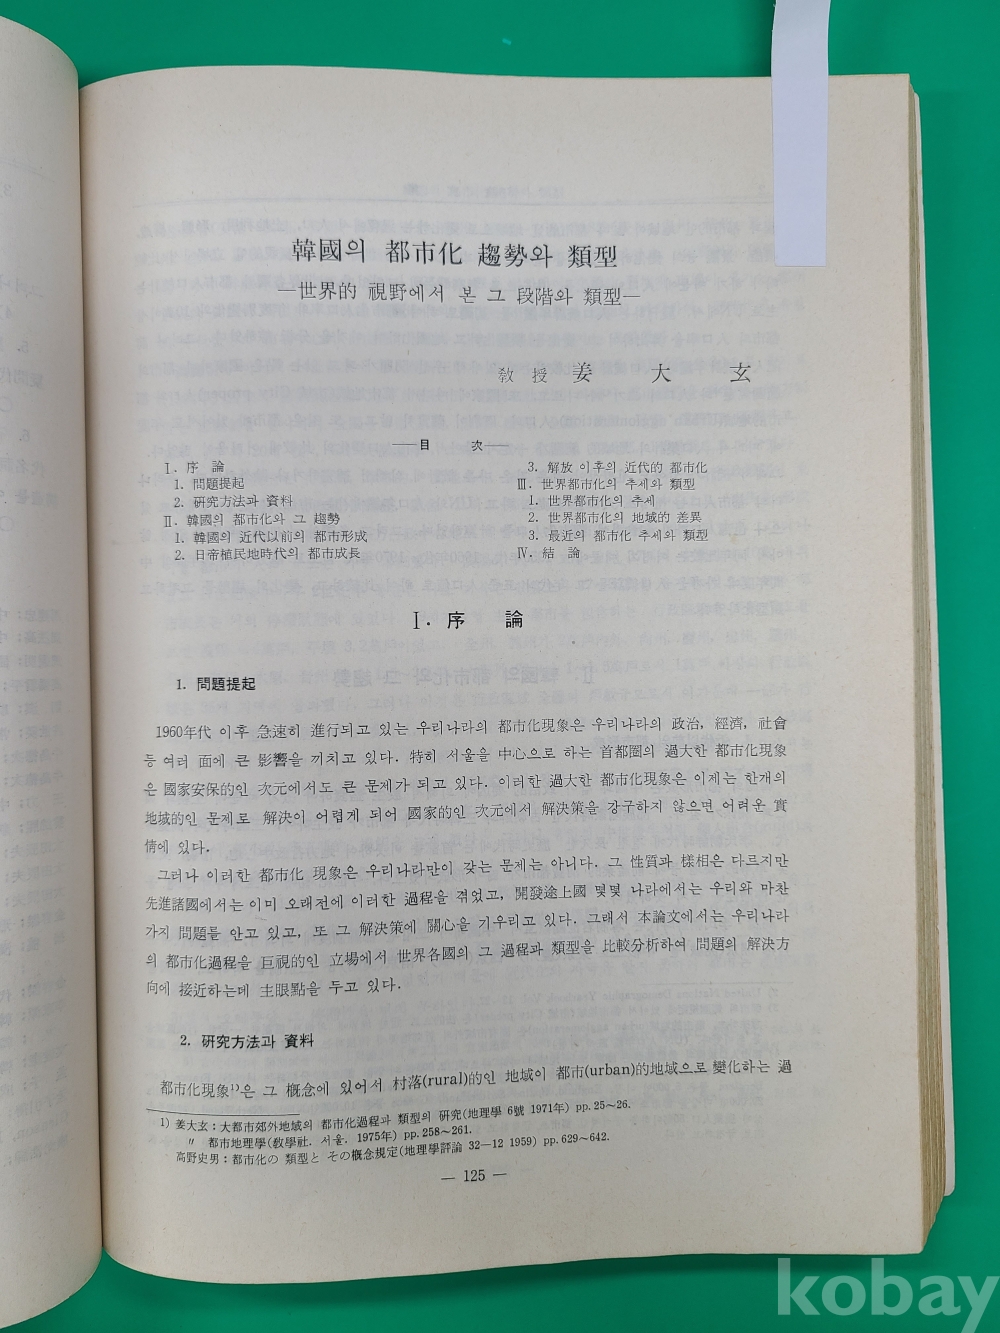 韓國의 都市化 趨勢와 類型
—世界的 視野에서 본 그 段階와 類型—
敎授 姜 大 玄
——目 次——
Ⅰ. 序 論
1. 問題提起
2. 硏究方法과 資料
Ⅱ. 韓國의 都市化와 그 趨勢
1. 韓國의 近代以前의 都市形成
2. 日帝植民地時代의 都市成長
3. 解放 이후의 近代的 都市化
Ⅲ. 世界都市化의 추세와 類型
1. 世界都市化의 추세
2. 世界都市化의 地域的 差異
3. 最近의 都市化 추세와 類型
Ⅳ. 結 論
Ⅰ. 序 論
1. 問題提起
1960年代 이후 急速히 進行되고 있는 우리나라의 都市化現象은 우리나라의 政治, 經濟, 社會
등 여러 面에 큰 影響을 끼치고 있다. 特히 서울을 中心으로 하는 首都圈의 過大한 都市化現象
은 國家安保的인 次元에서도 큰 문제가 되고 있다. 이러한 過大한 都市化現象은 이제는 한개의
地域的인 문제로 解決이 어렵게 되어 國家的인 次元에서 解決策을 강구하지 않으면 어려운 實
情에 있다.
그러나 이러한 都市化 現象은 우리나라만이 갖는 문제는 아니다. 그 性質과 樣相은 다르지만
先進諸國에서는 이미 오래전에 이러한 過程을 겪었고, 開發途上國 몇몇 나라에서는 우리와 마찬
가지 問題를 안고 있고, 또 그 解決策에 關心을 기우리고 있다. 그래서 本論文에서는 우리나라
의 都市化過程을 巨視的인 立場에서 世界各國의 그 過程과 類型을 比較分析하여 問題의 解決方
向에 接近하는데 主眼點을 두고 있다.
2. 硏究方法과 資料
都市化現象¹⁾은 그 槪念에 있어서 村落(rural)的인 地域이 都市(urban)的地域으로 變化하는 過
1) 姜大玄 : 大都市郊外地域의 都市化過程과 類型의 硏究(地理學 6號 1971年) pp. 25~26.
〃 都市地理學(敎學社. 서울. 1975年) pp. 258~261.
高野史男 : 都市化の 類型と その槪念規定(地理學評論 32—12 1959) pp. 629~642.
— 125 —
kobay